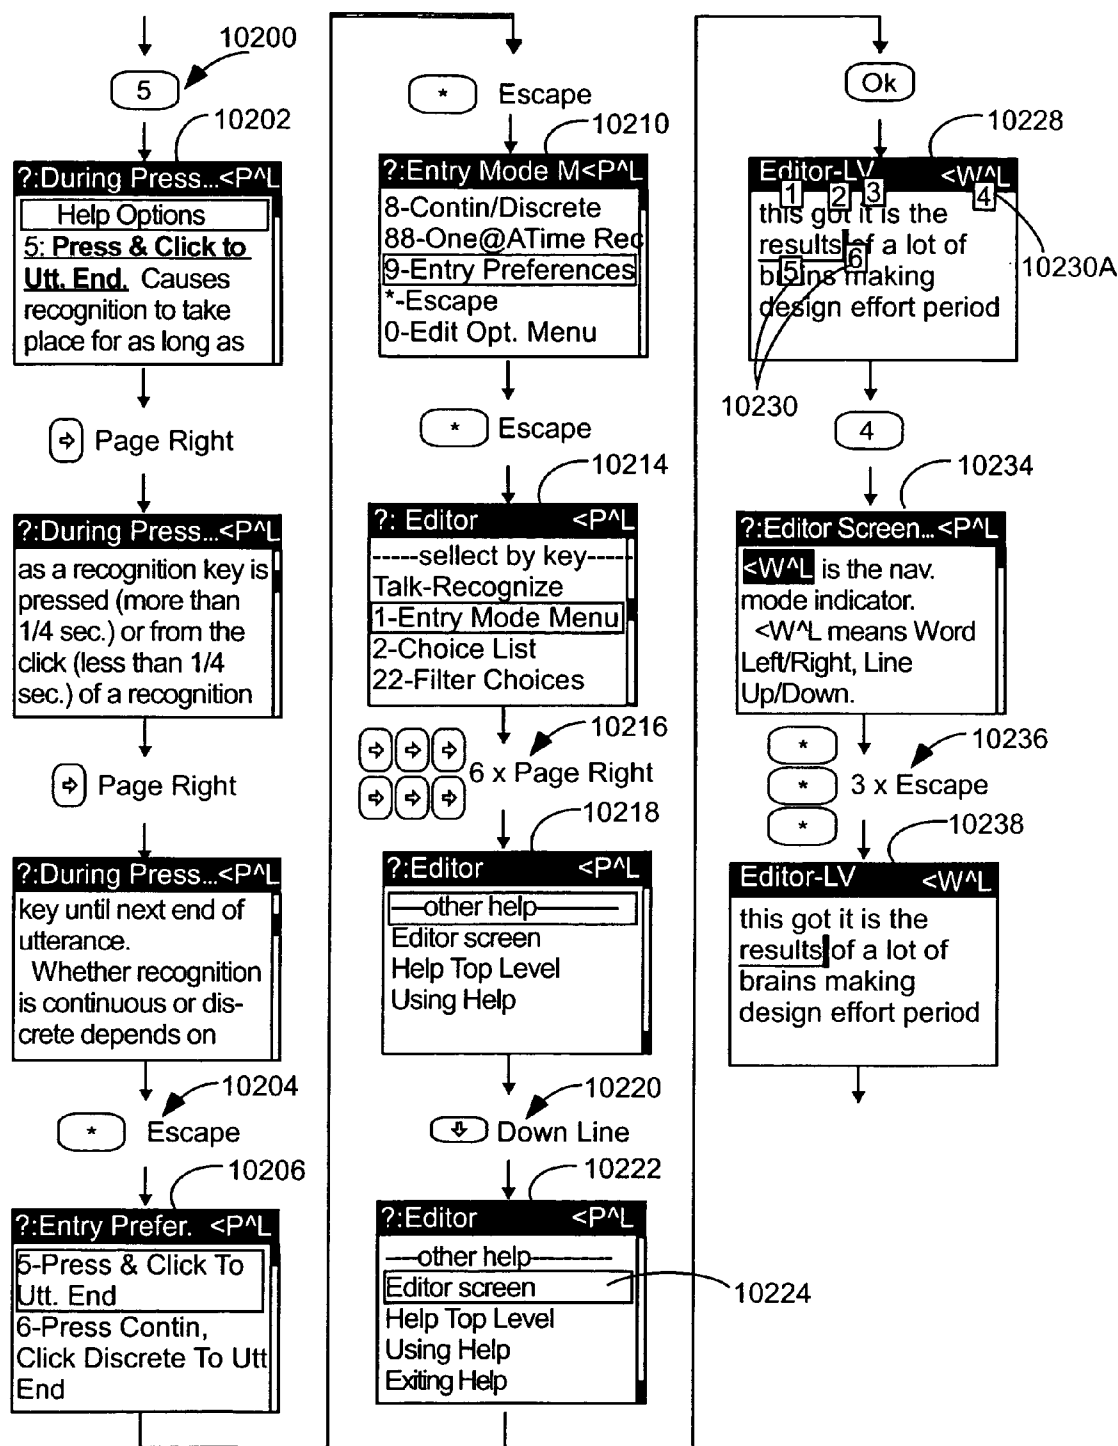 10200
5
10202
?:During Press...<P^L
Help Options
5: Press & Click to
Utt. End. Causes
recognition to take
place for as long as
Page Right
?:During Press...<P^L
as a recognition key is
pressed (more than
1/4 sec.) or from the
click (less than 1/4
sec.) of a recognition
Page Right
?:During Press...<P^L
key until next end of
utterance.
Whether recognition
is continuous or dis-
crete depends on
10204
* Escape
10206
?:Entry Prefer. <P^L
5-Press & Click To
Utt. End
6-Press Contin,
Click Discrete To Utt
End
* Escape
10210
?:Entry Mode M<P^L
8-Contin/Discrete
88-One@ATime Rec
9-Entry Preferences
*-Escape
0-Edit Opt. Menu
* Escape
10214
?: Editor <P^L
-----sellect by key-----
Talk-Recognize
1-Entry Mode Menu
2-Choice List
22-Filter Choices
10216
6 x Page Right
10218
?:Editor <P^L
—other help———
Editor screen
Help Top Level
Using Help
10220
Down Line
10222
?:Editor <P^L
----other help--------
Editor screen
10224
Help Top Level
Using Help
Exiting Help
Ok
10228
Editor-LV <W^L
1 2 3 4
this got it is the
results of a lot of
10230A
5 6
brains making
design effort period
10230
4
10234
?:Editor Screen...<P^L
<W^L is the nav.
mode indicator.
<W^L means Word
Left/Right, Line
Up/Down.
*
10236
* 3 x Escape
*
10238
Editor-LV <W^L
this got it is the
results of a lot of
brains making
design effort period